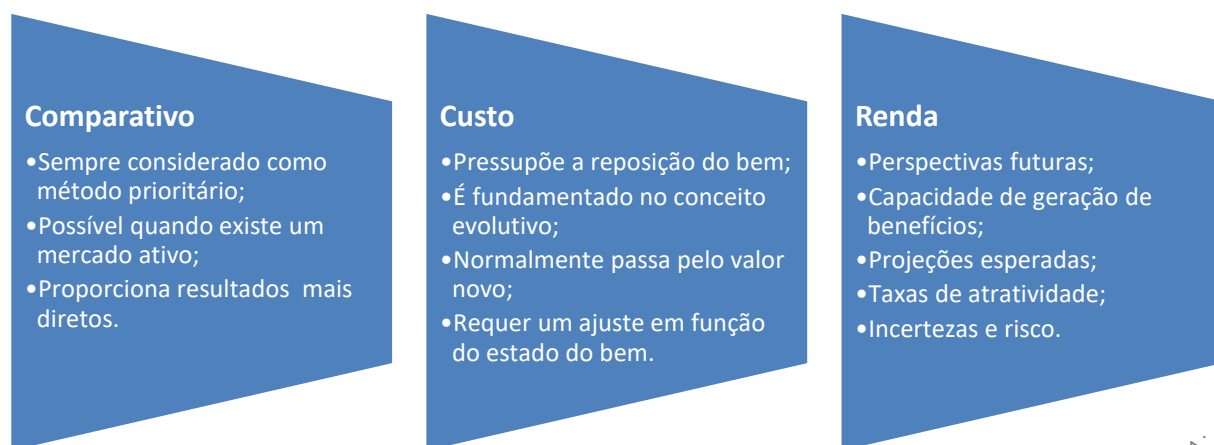 Comparativo
•Sempre considerado como
método prioritário;
•Possível quando existe um
mercado ativo;
•Proporciona resultados mais
diretos.
Custo
•Pressupõe a reposição do bem;
•É fundamentado no conceito
evolutivo;
•Normalmente passa pelo valor
novo;
•Requer um ajuste em função
do estado do bem.
Renda
•Perspectivas futuras;
•Capacidade de geração de
benefícios;
•Projeções esperadas;
•Taxas de atratividade;
•Incertezas e risco.